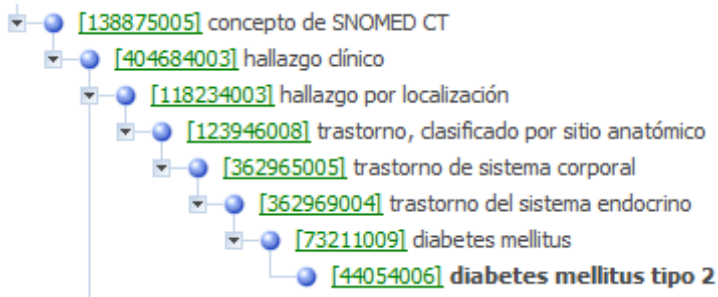 [138875005] concepto de SNOMED CT
[404684003] hallazgo clínico
[118234003] hallazgo por localización
[123946008] trastorno, clasificado por sitio anatómico
[362965005] trastorno de sistema corporal
[362969004] trastorno del sistema endocrino
[73211009] diabetes mellitus
[44054006] diabetes mellitus tipo 2